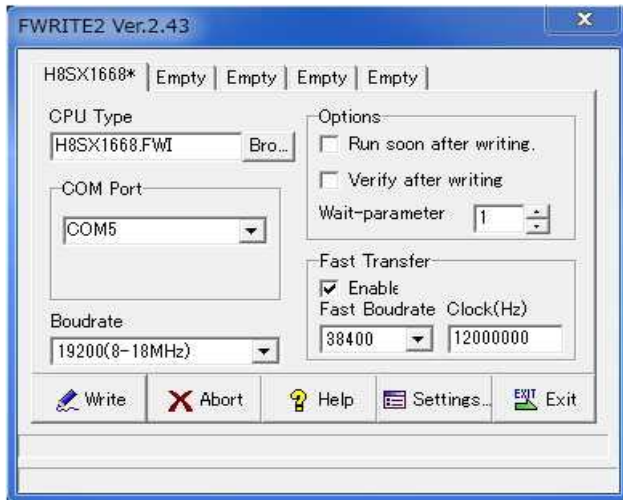 FWRITE2 Ver.2.43
H8SX1668* Empty Empty Empty Empty
CPU Type
H8SX1668.FWI Bro...
COM Port
COM5
Boudrate
19200(8-18MHz)
Options
Run soon after writing.
Verify after writing
Wait-parameter 1
Fast Transfer
Enable
Fast Boudrate Clock(Hz)
38400 12000000
Write Abort Help Settings... EXIT Exit